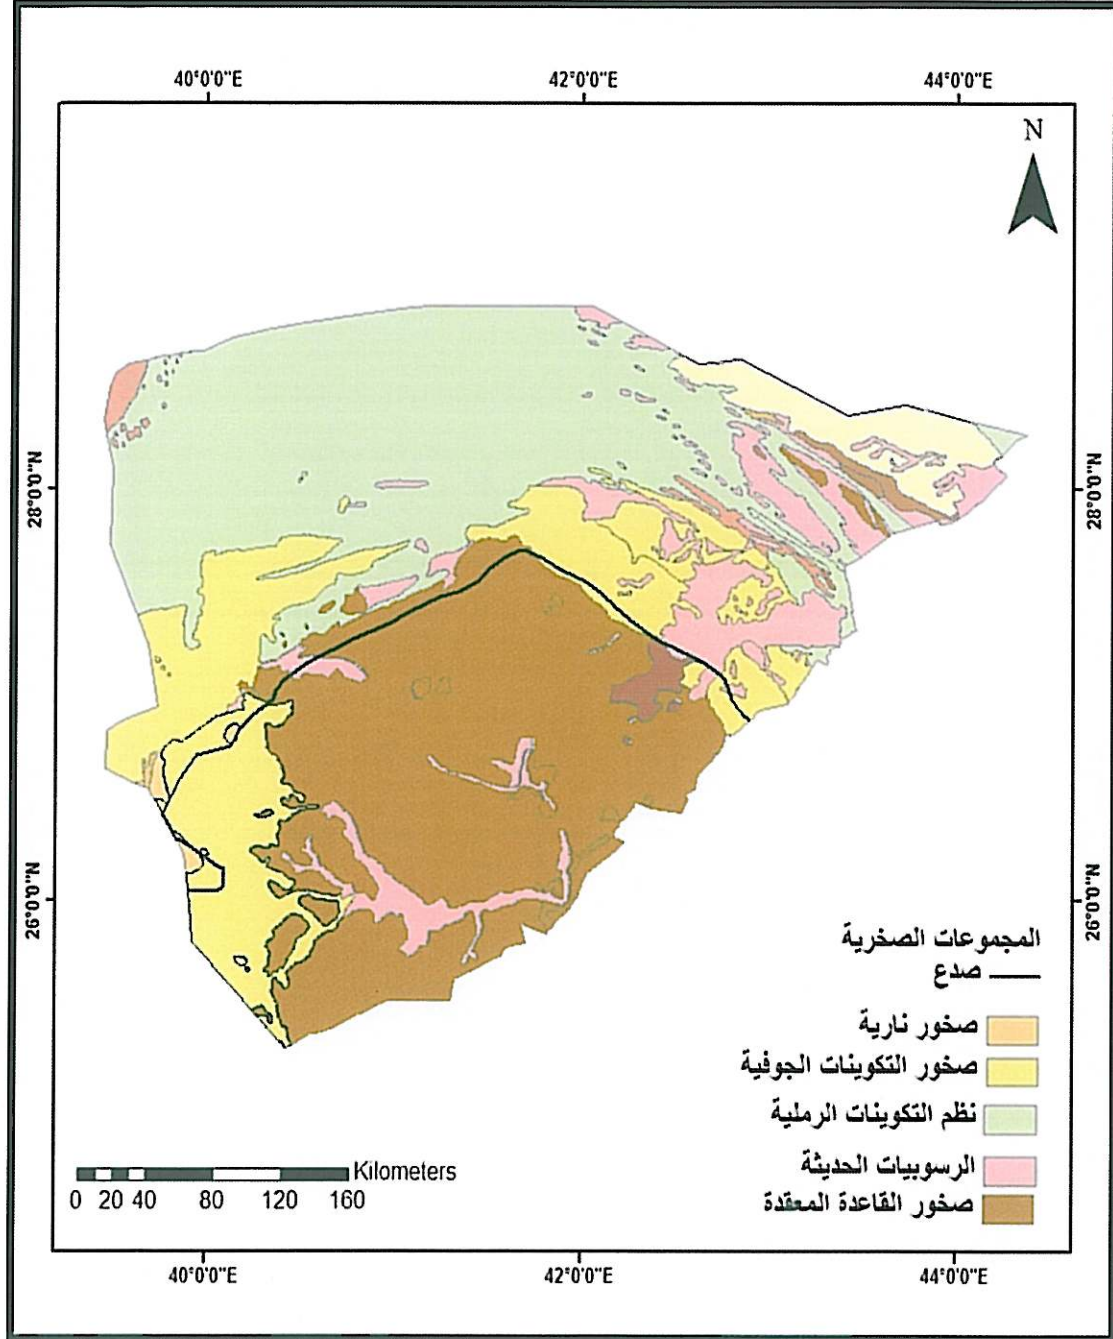 40°0'0"E 42°0'0"E 44°0'0"E
N
28°0'0"N 28°0'0"N
26°0'0"N 26°0'0"N
المجموعات الصخرية
صدع
صخور نارية
صخور التكوينات الجوفية
نظم التكوينات الرملية
الرسوبيات الحديثة
صخور القاعدة المعقدة
Kilometers
0 20 40 80 120 160
40°0'0"E 42°0'0"E 44°0'0"E